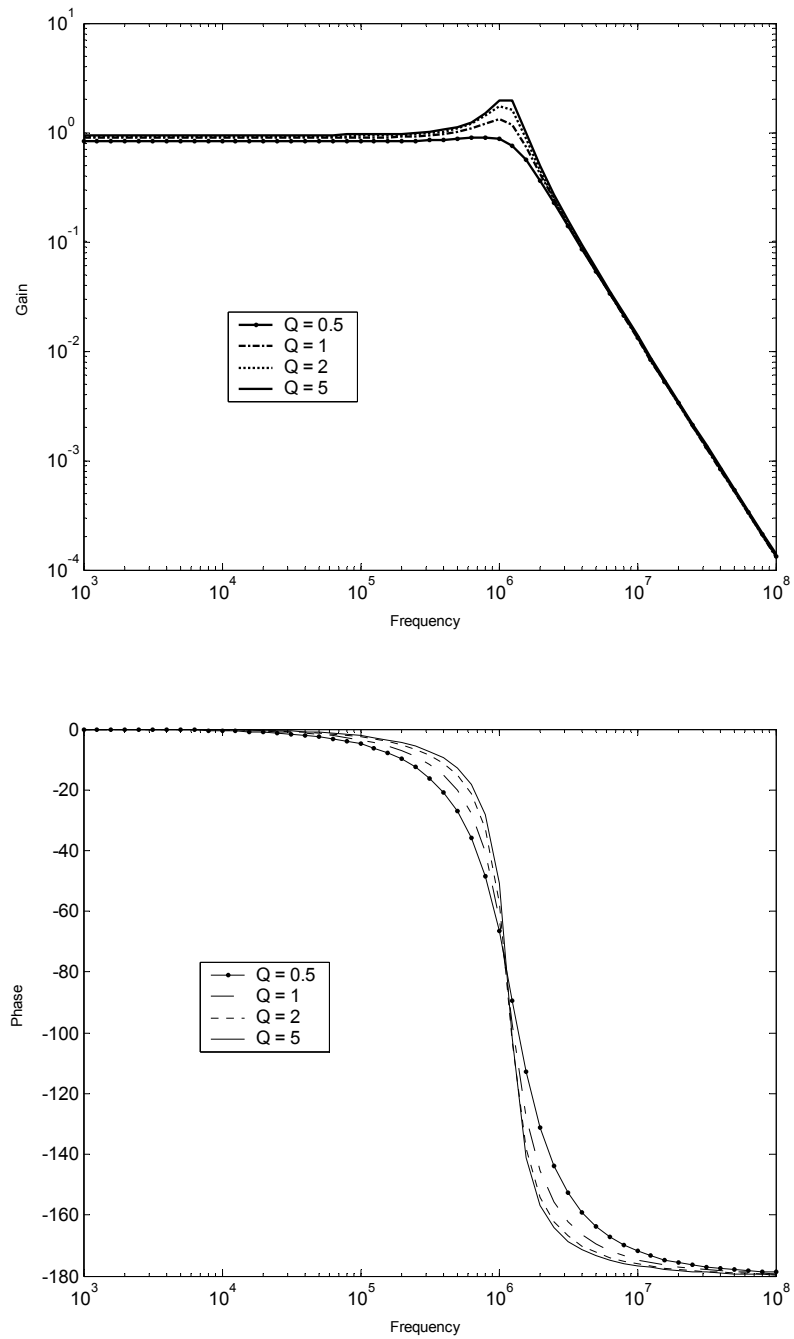 10^1
10^0
10^-1
10^-2
10^-3
10^-4
Gain
Q = 0.5
Q = 1
Q = 2
Q = 5
10^3 10^4 10^5 10^6 10^7 10^8
Frequency
0
-20
-40
-60
-80
-100
-120
-140
-160
-180
Phase
Q = 0.5
Q = 1
Q = 2
Q = 5
10^3 10^4 10^5 10^6 10^7 10^8
Frequency